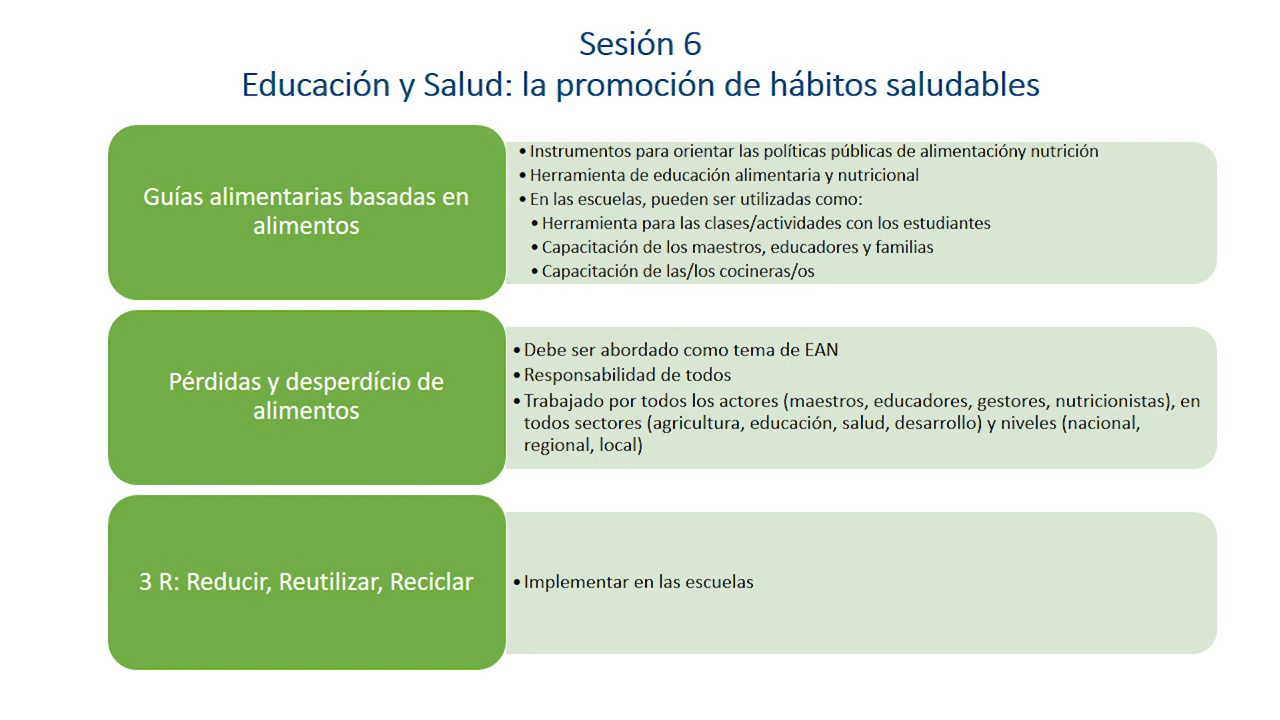 Sesión 6
Educación y Salud: la promoción de hábitos saludables
Guías alimentarias basadas en
alimentos
• Instrumentos para orientar las políticas públicas de alimentacióny nutrición
• Herramienta de educación alimentaria y nutricional
• En las escuelas, pueden ser utilizadas como:
• Herramienta para las clases/actividades con los estudiantes
• Capacitación de los maestros, educadores y familias
• Capacitación de las/los cocineras/os
Pérdidas y desperdício de
alimentos
• Debe ser abordado como tema de EAN
• Responsabilidad de todos
• Trabajado por todos los actores (maestros, educadores, gestores, nutricionistas), en
todos sectores (agricultura, educación, salud, desarrollo) y niveles (nacional,
regional, local)
3 R: Reducir, Reutilizar, Reciclar
• Implementar en las escuelas